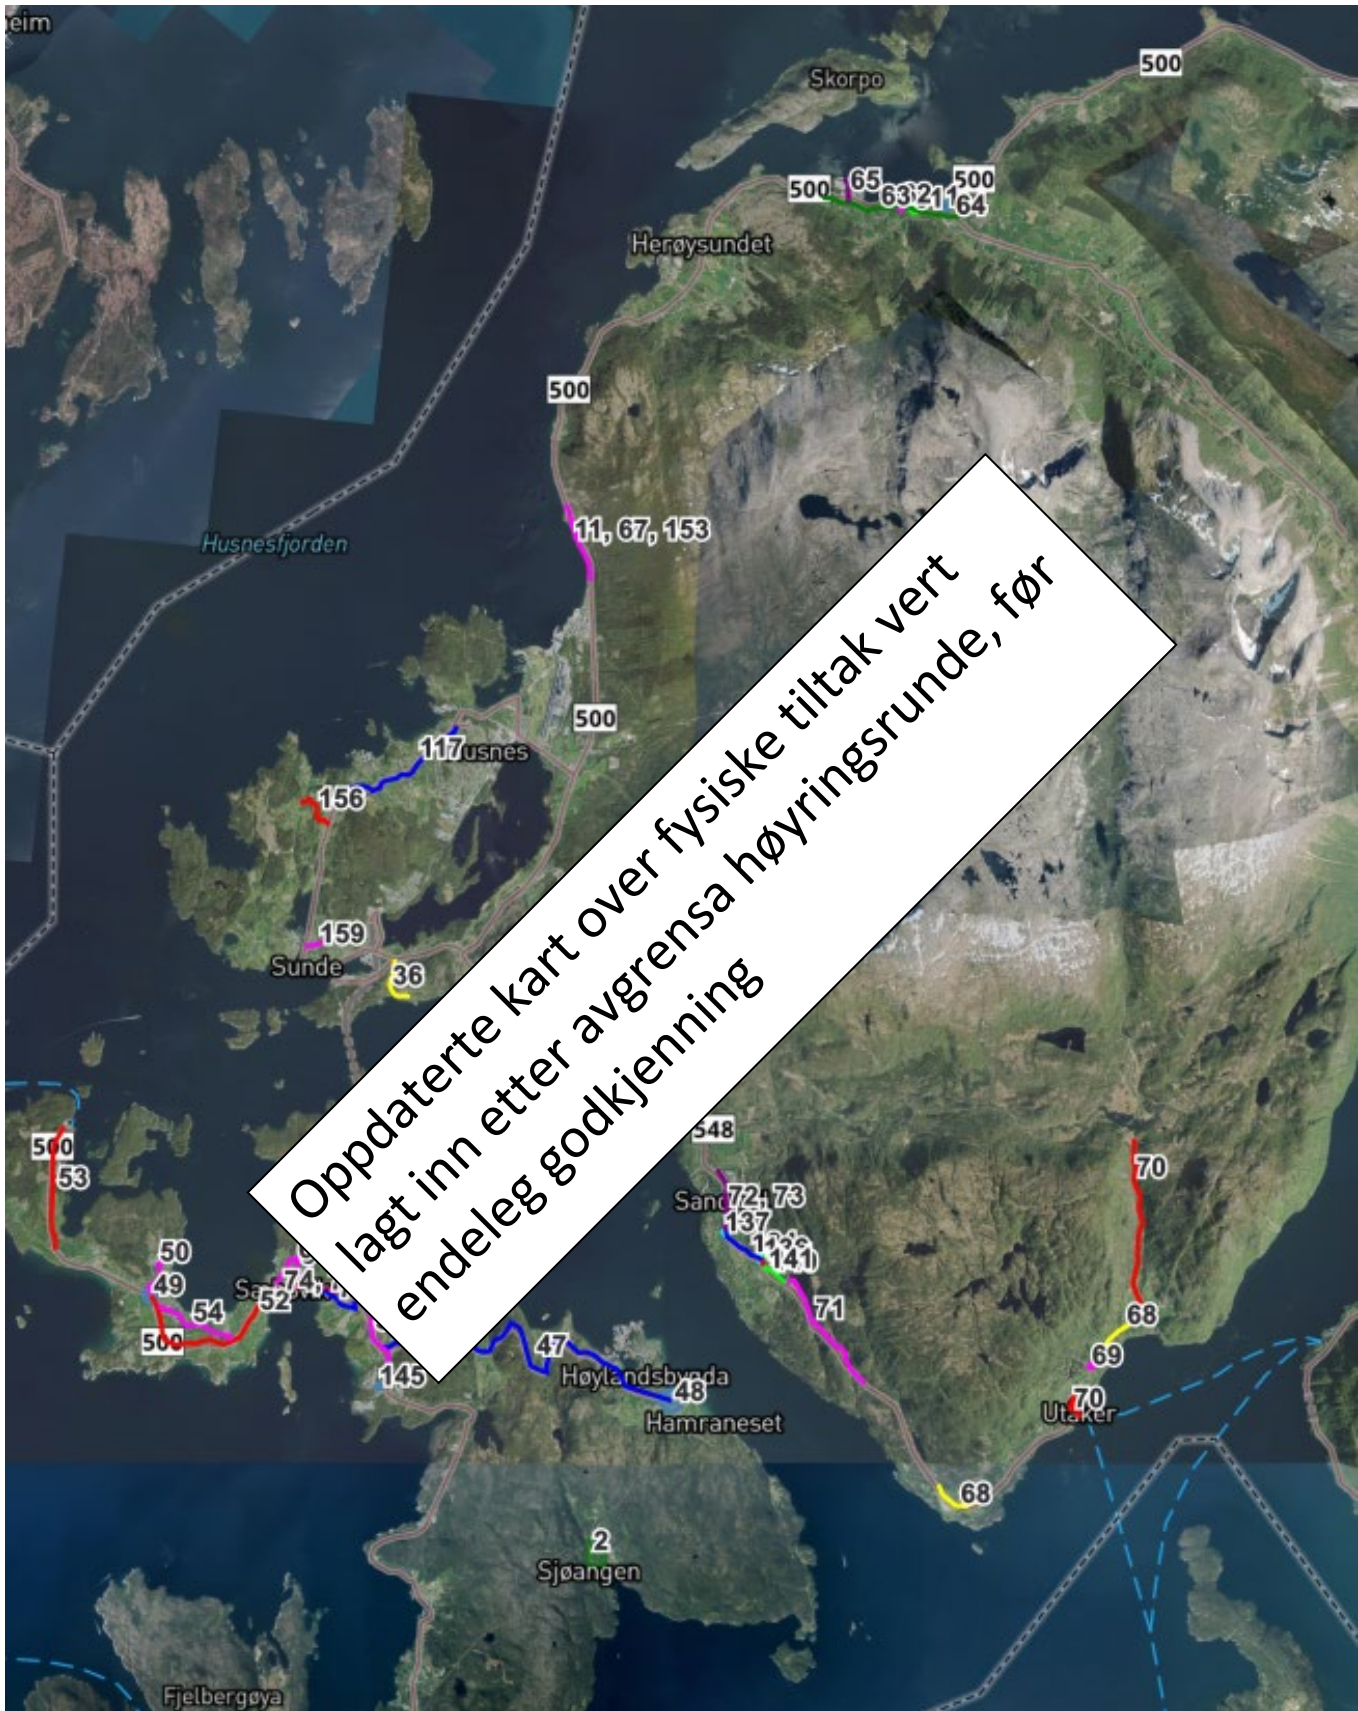 eim
Skorpo
500
500
65
63
500
64
Herøysundet
500
11, 67, 153
Husnesfjorden
500
117
usnes
156
159
Sunde
36
Oppdaterte kart over fysiske tiltak vert
lagt inn etter avgrensa høyringsrunde, før
endeleg godkjenning
548
500
53
70
Sand
72, 73
137
141
50
49
74,
52
54
500
71
68
69
47
145
Høylandsbygda
48
70
Utåker
Hamraneset
68
2
Sjøangen
Fjelbergøya